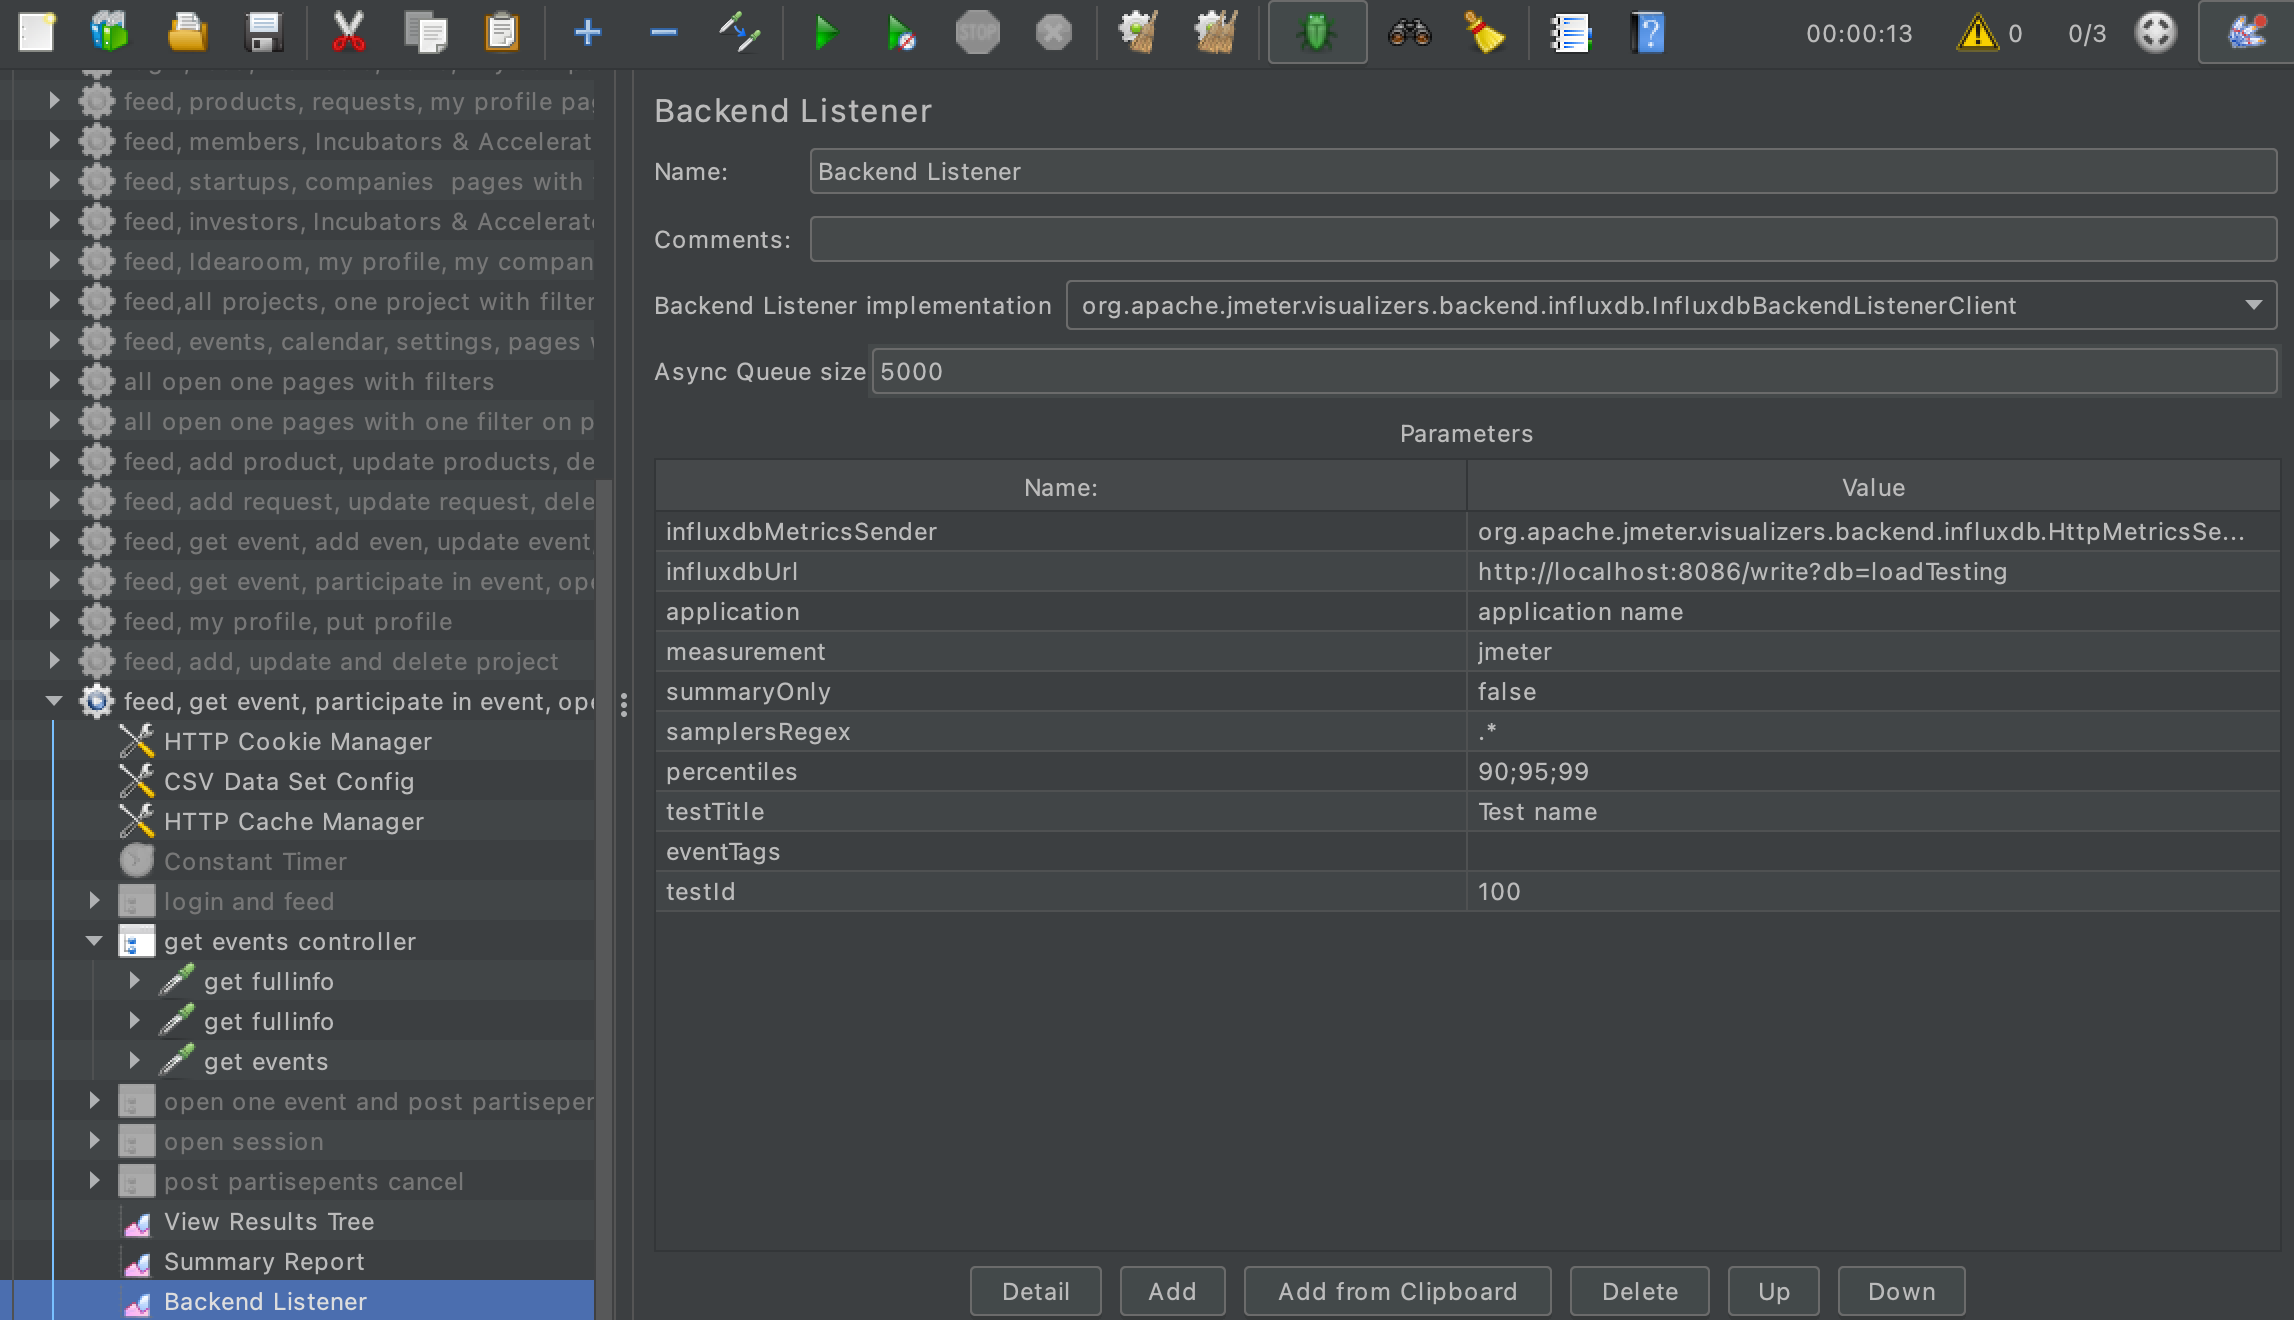 STOP
00:00:13
0
0/3
feed, products, requests, my profile
feed, members, Incubators & Accelerat
feed, startups, companies  pages with
feed, investors, Incubators & Accelerat
feed, Idearoom, my profile, my compan
feed,all projects, one project with filter
feed, events, calendar, settings, pages
all open one pages with filters
all open one pages with one filter on p
feed, add product, update products, de
feed, add request, update request, dele
feed, get event, add even, update event,
feed, get event, participate in event, ope
feed, my profile, put profile
feed, add, update and delete project
feed, get event, participate in event, ope
HTTP Cookie Manager
CSV Data Set Config
HTTP Cache Manager
Constant Timer
login and feed
get events controller
get fullinfo
get fullinfo
get events
open one event and post partiseper
open session
post partisepents cancel
View Results Tree
Summary Report
Backend Listener
Backend Listener
Name: Backend Listener
Comments:
Backend Listener implementation org.apache.jmeter.visualizers.backend.influxdb.InfluxdbBackendListenerClient
Async Queue size 5000
Parameters
Name: Value
influxdbMetricsSender org.apache.jmeter.visualizers.backend.influxdb.HttpMetricsSe...
influxdbUrl http://localhost:8086/write?db=loadTesting
application application name
measurement jmeter
summaryOnly false
samplersRegex .*
percentiles 90;95;99
testTitle Test name
eventTags
testId 100
Detail Add Add from Clipboard Delete Up Down